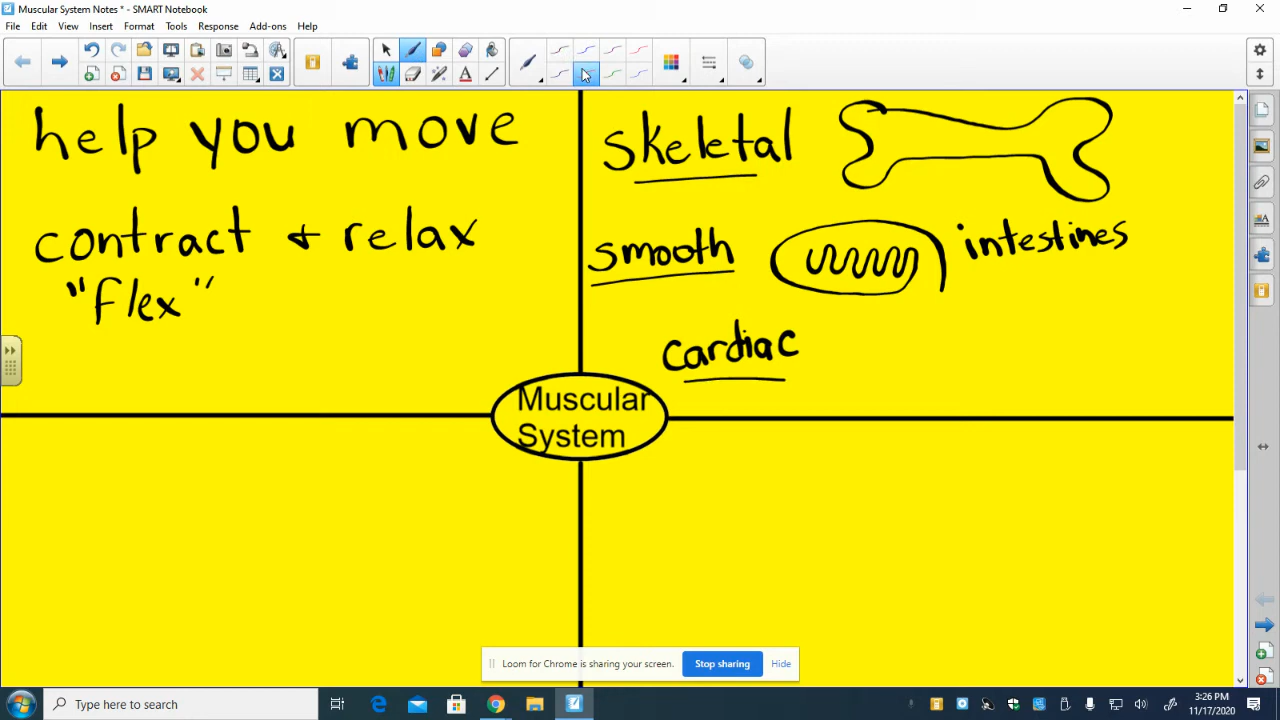 Muscular System Notes * - SMART Notebook
File Edit View Insert Format Tools Response Add-ons Help
help you move
contract + relax
"flex"
skeletal
smooth
intestines
cardiac
Muscular
System
Loom for Chrome is sharing your screen. Stop sharing Hide
Type here to search
3:26 PM
11/17/2020